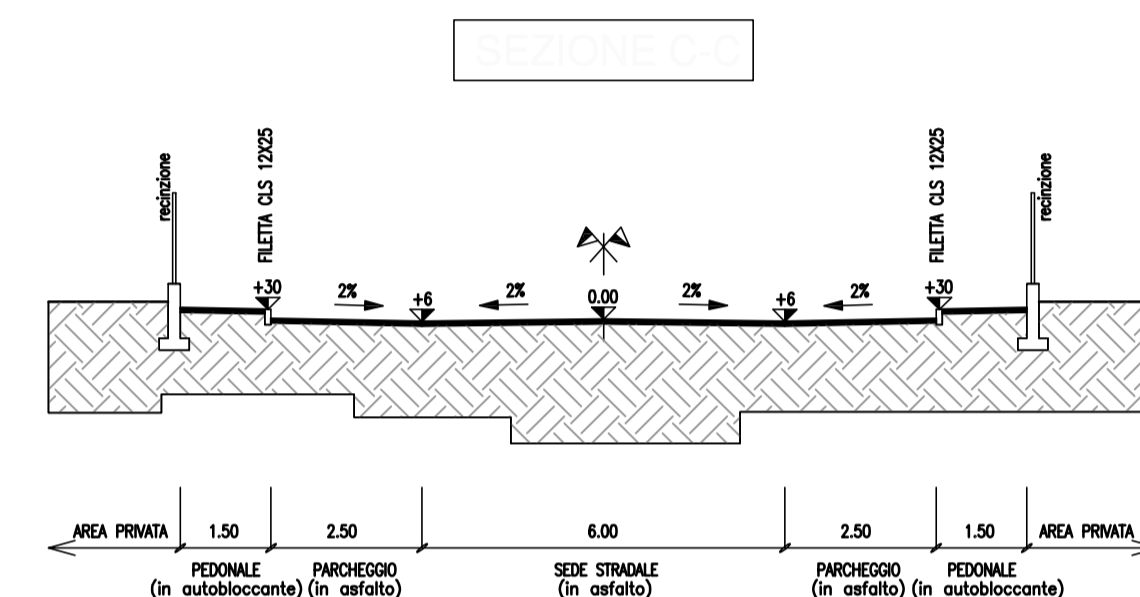 SEZIONE C-C
recinzione
FILETTA CLS 12X25
FILETTA CLS 12X25
recinzione
+30
2%
+6
2%
0.00
2%
+6
2%
+30
AREA PRIVATA
1.50
2.50
6.00
2.50
1.50
AREA PRIVATA
PEDONALE
(in autobloccante)
PARCHEGGIO
(in asfalto)
SEDE STRADALE
(in asfalto)
PARCHEGGIO
(in asfalto)
PEDONALE
(in autobloccante)